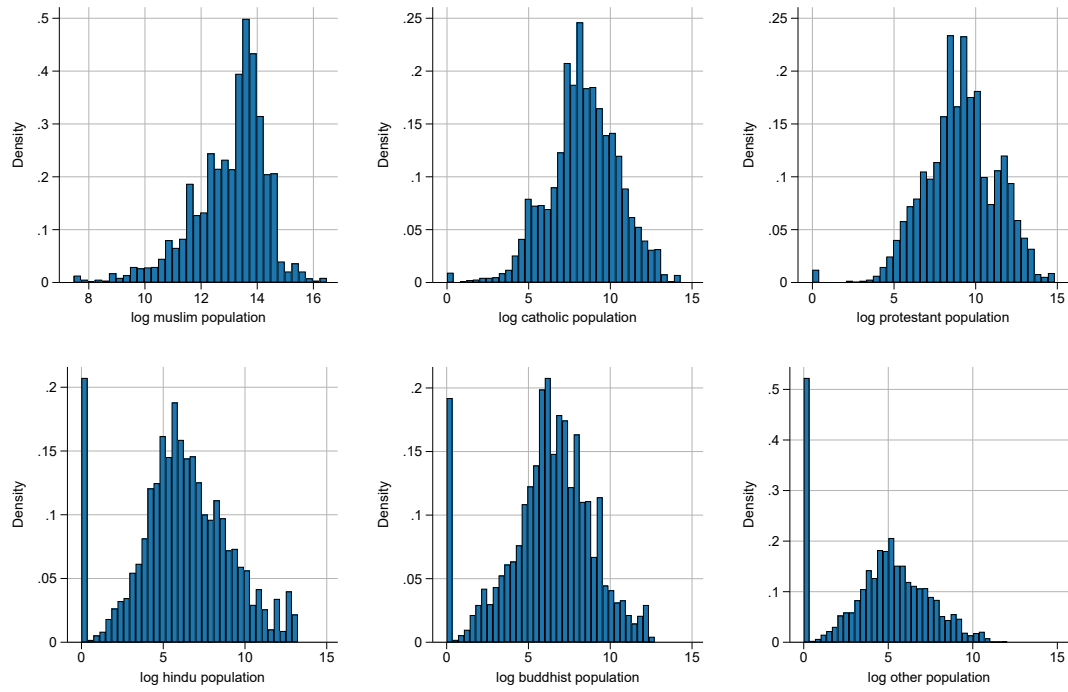 .5
.4
.3
.2
.1
0
Density
8 10 12 14 16
log muslim population
.25
.2
.15
.1
.05
0
Density
0 5 10 15
log catholic population
.25
.2
.15
.1
.05
0
Density
0 5 10 15
log protestant population
.2
.15
.1
.05
0
Density
0 5 10 15
log hindu population
.2
.15
.1
.05
0
Density
0 5 10 15
log buddhist population
.5
.4
.3
.2
.1
0
Density
0 5 10 15
log other population